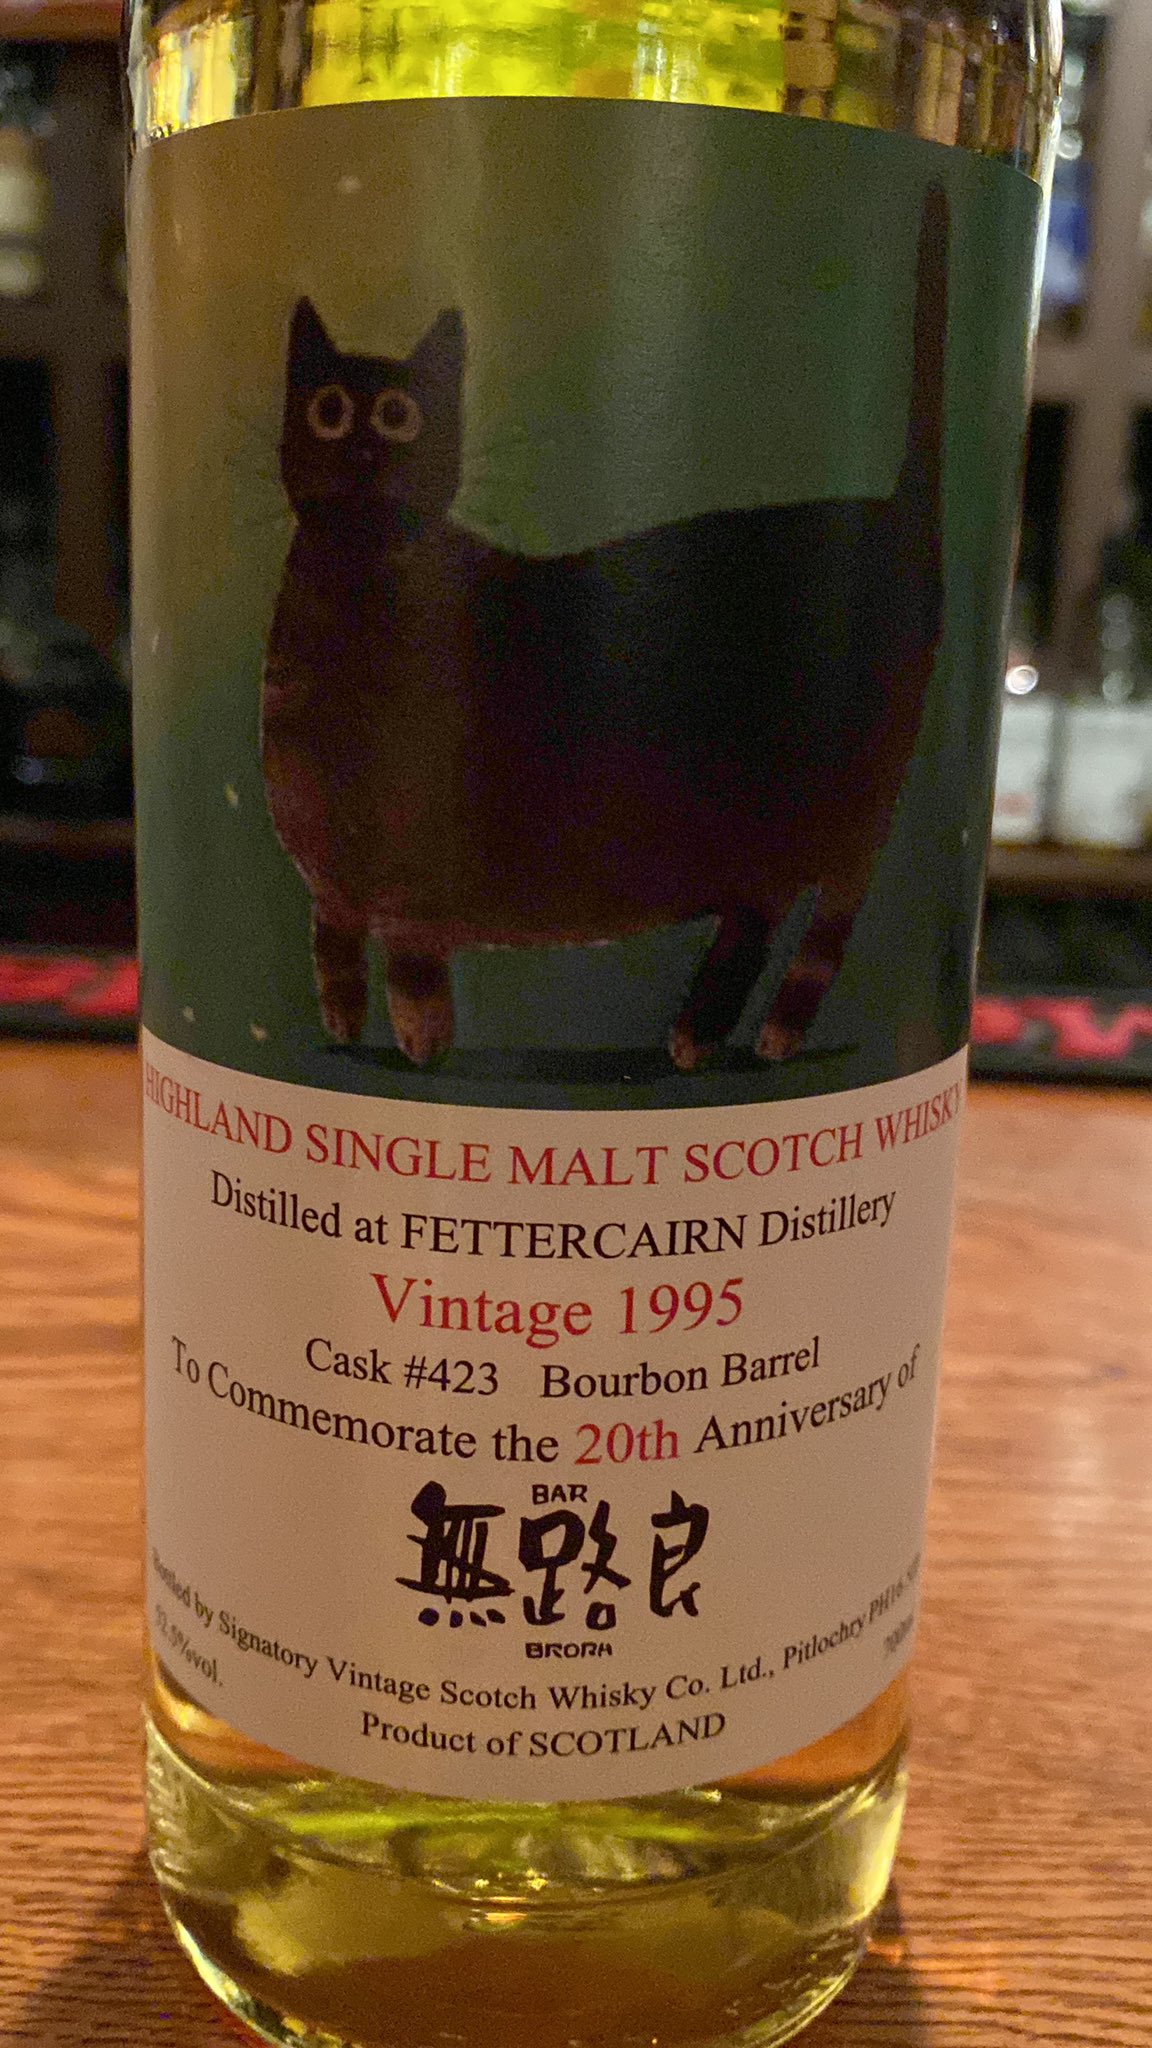 HIGHLAND SINGLE MALT SCOTCH WHISKY
Distilled at FETTERCAIRN Distillery
Vintage 1995
Cask #423 Bourbon Barrel
To Commemorate the 20th Anniversary of
BAR
無路良
BRORA
Bottled by Signatory Vintage Scotch Whisky Co. Ltd., Pitlochry PH16
Product of SCOTLAND